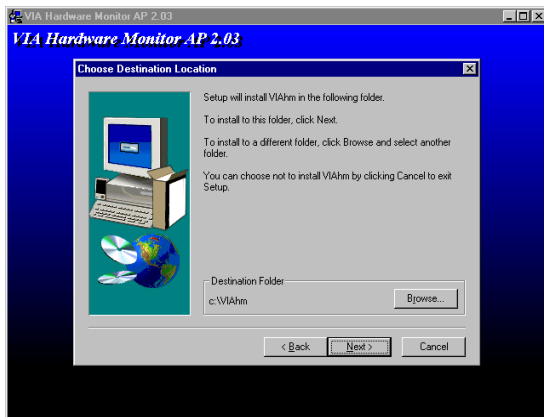 VIA Hardware Monitor AP 2.03
VIA Hardware Monitor AP 2.03
Choose Destination Location
Setup will install VIAhm in the following folder.
To install to this folder, click Next.
To install to a different folder, click Browse and select another
folder.
You can choose not to install VIAhm by clicking Cancel to exit
Setup.
Destination Folder
c:\VIAhm
Browse...
< Back
Next >
Cancel